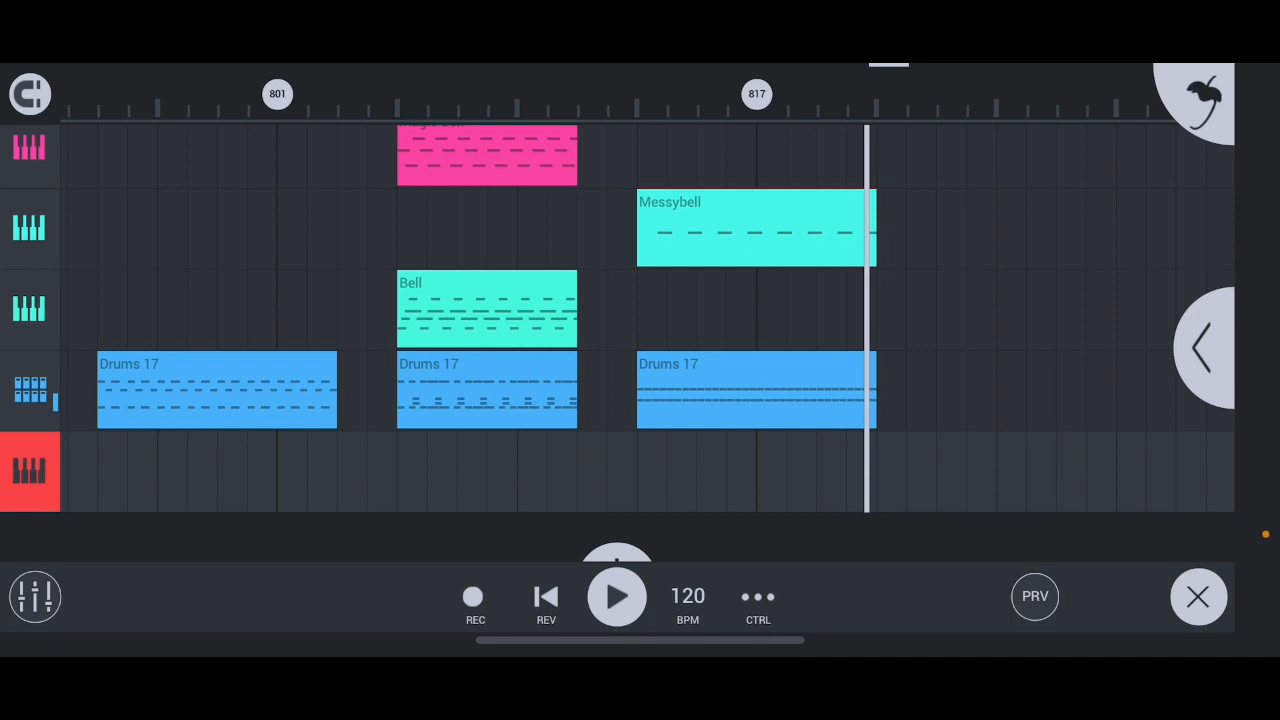 801
817
Messybell
Bell
Drums 17
Drums 17
Drums 17
120
REC
REV
BPM
CTRL
PRV